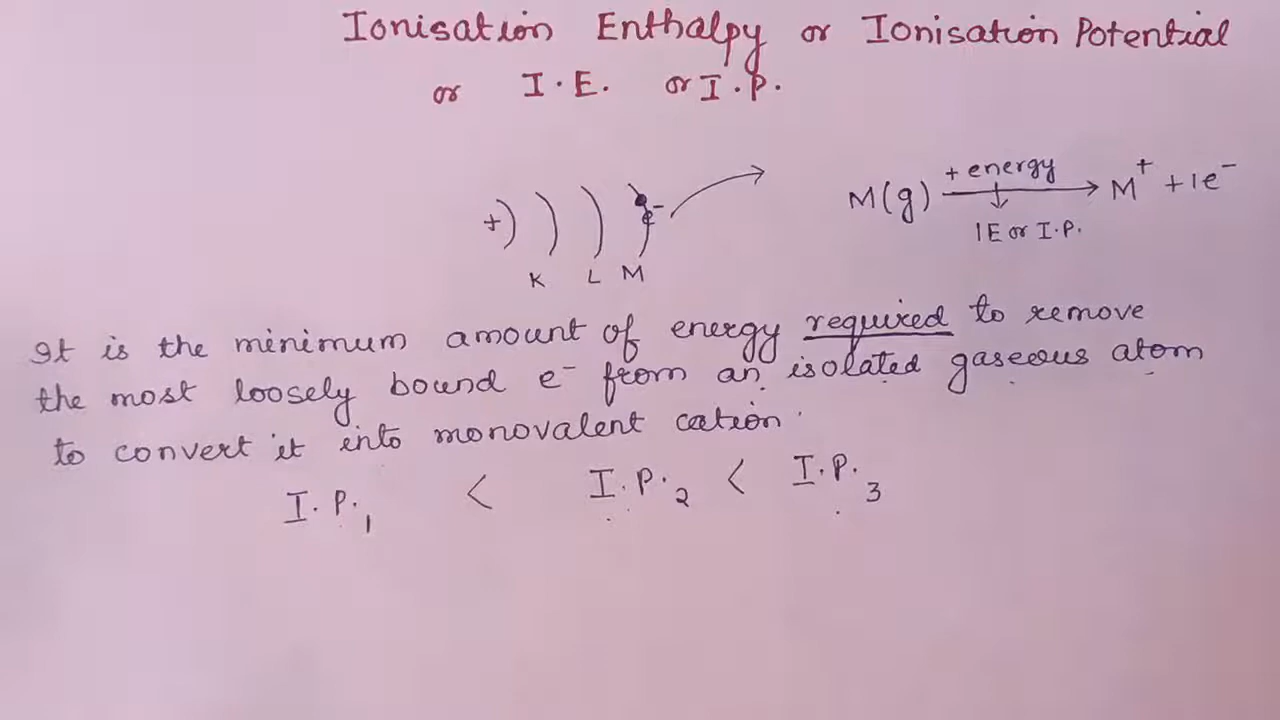 Ionisation Enthalpy or Ionisation Potential
or I.E. or I.P.
M(g) + energy → M⁺ + 1e⁻
IE or I.P.
+) e⁻
K L M
It is the minimum amount of energy required to remove
the most loosely bound e⁻ from an isolated gaseous atom
to convert it into monovalent cation.
I.P.₁ < I.P.₂ < I.P.₃